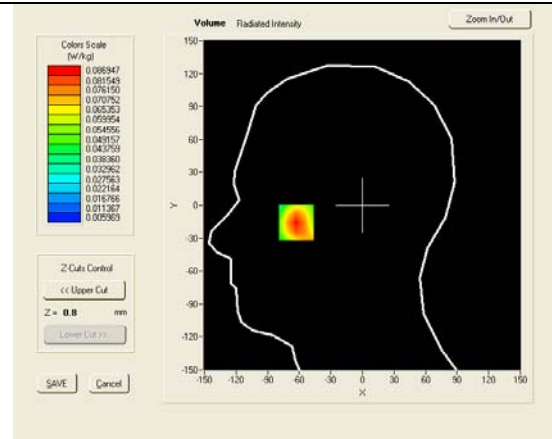 Volume Radiated Intensity
Zoom In/Out
Colors Scale
(W/kg)
0.086947
0.081549
0.076150
0.070752
0.065353
0.059954
0.054556
0.049157
0.043759
0.038360
0.032962
0.027563
0.022164
0.016766
0.011367
0.005969
Z-Cuts Control
<< Upper Cut
Z = 0.8 mm
Lower Cut >>
SAVE
Cancel
150
120
90
60
30
0
-30
-60
-90
-120
-150
Y
-150 -120 -90 -60 -30 0 30 60 90 120 150
X